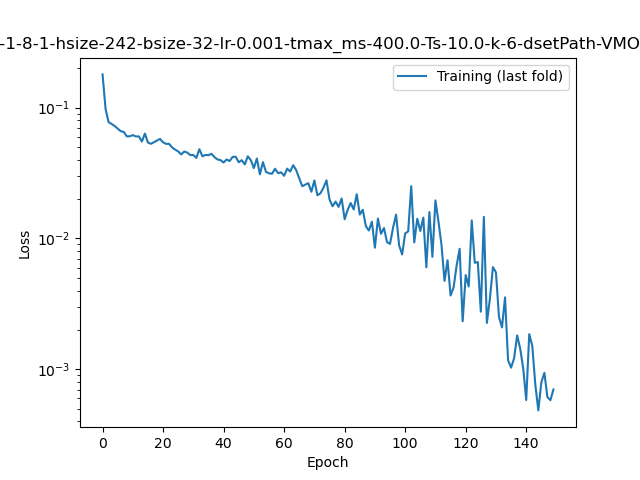 -1-8-1-hsize-242-bsize-32-lr-0.001-tmax_ms-400.0-Ts-10.0-k-6-dsetPath-VMO
Training (last fold)
10⁻¹
10⁻²
10⁻³
Loss
0 20 40 60 80 100 120 140
Epoch